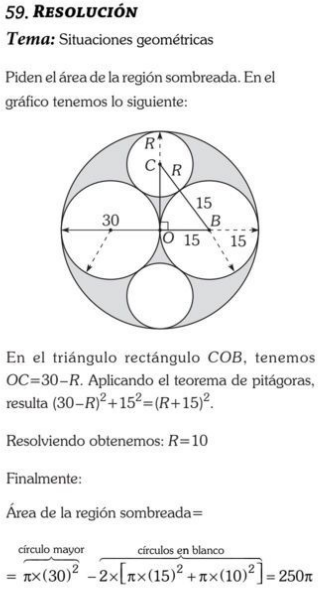 59. RESOLUCIÓN
Tema: Situaciones geométricas
Piden el área de la región sombreada. En el
gráfico tenemos lo siguiente:
R
C R
15
30 B
O 15 15
En el triángulo rectángulo COB, tenemos
OC=30–R. Aplicando el teorema de pitágoras,
resulta (30–R)²+15²=(R+15)².
Resolviendo obtenemos: R=10
Finalmente:
Área de la región sombreada=
círculo mayor círculos en blanco
= π×(30)² –2×[π×(15)²+π×(10)²]=250π